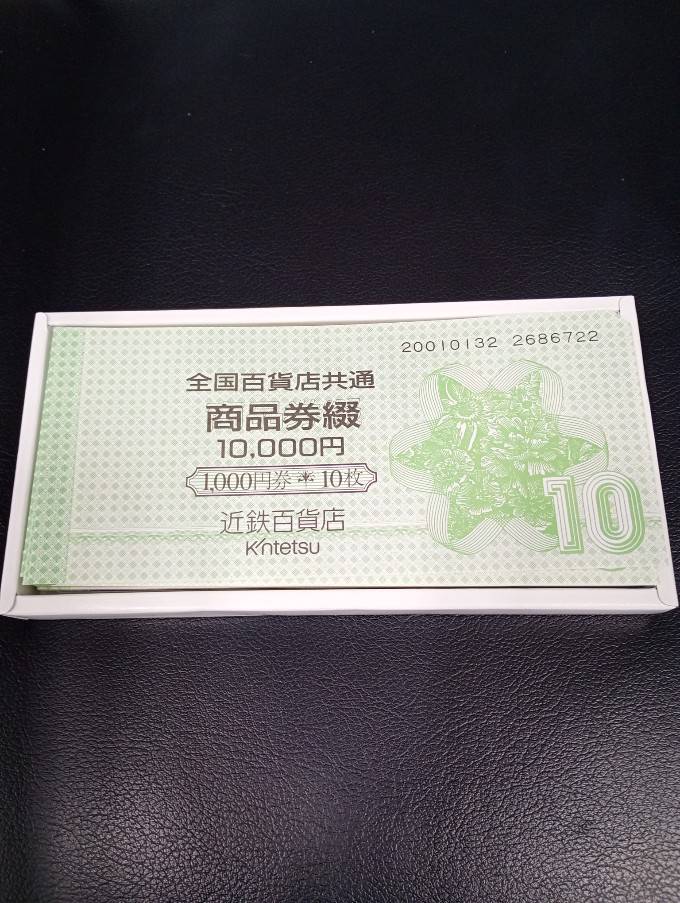 20010132 2686722
全国百貨店共通
商品券綴
10,000円
1,000円券*10枚
近鉄百貨店
Kintetsu
10